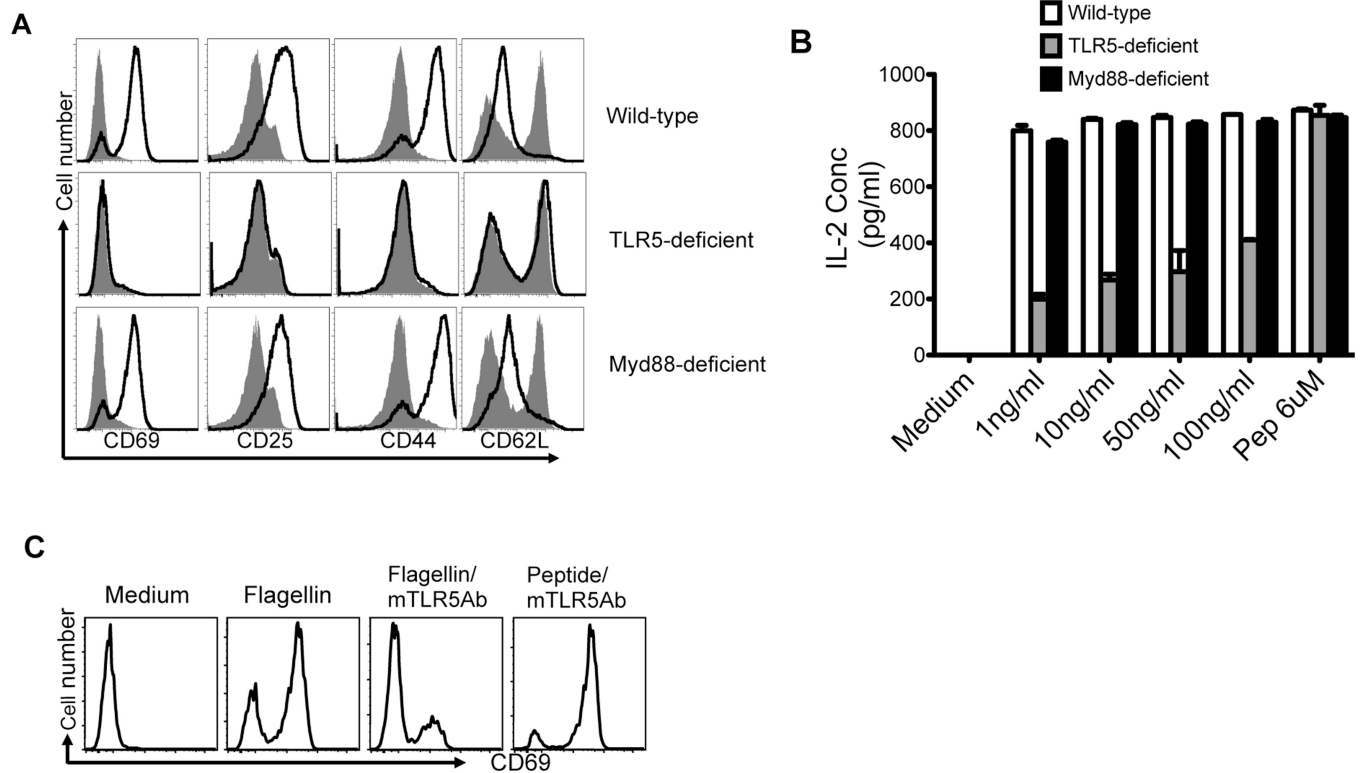 A
Cell number
Wild-type
TLR5-deficient
Myd88-deficient
CD69
CD25
CD44
CD62L
B
Wild-type
TLR5-deficient
Myd88-deficient
IL-2 Conc
(pg/ml)
1000
800
600
400
200
0
Medium
1ng/ml
10ng/ml
50ng/ml
100ng/ml
Pep 6uM
C
Medium
Flagellin
Flagellin/
mTLR5Ab
Peptide/
mTLR5Ab
Cell number
CD69